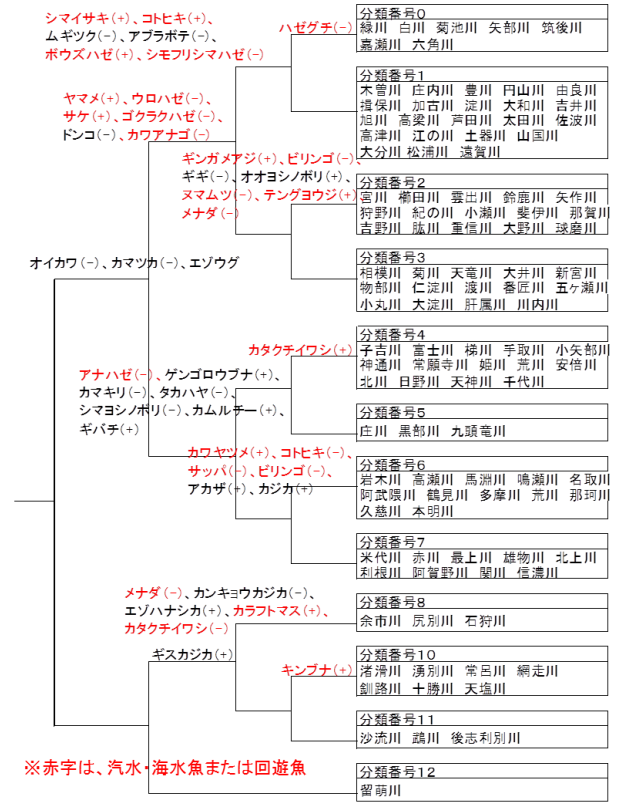 シマイサキ(+)、コトヒキ(+)、
ムギツク(-)、アブラボテ(-)、
ボウズハゼ(+)、シモフリシマハゼ(-)
ハゼグチ(-)
分類番号0
緑川 白川 菊池川 矢部川 筑後川
嘉瀬川 六角川
ヤマメ(+)、ウロハゼ(-)、
サケ(+)、ゴクラクハゼ(-)、
ドンコ(-)、カワアナゴ(-)
分類番号1
木曽川 庄内川 豊川 円山川 由良川
揖保川 加古川 淀川 大和川 吉井川
旭川 高梁川 芦田川 太田川 佐波川
高津川 江の川 土器川 山国川
大分川 松浦川 遠賀川
ギンガメアジ(+)、ビリンゴ(-)、
ギギ(-)、オオヨシノボリ(+)、
ヌマムツ(-)、テングヨウジ(+)、
メナダ(-)
分類番号2
宮川 櫛田川 雲出川 鈴鹿川 矢作川
狩野川 紀の川 小瀬川 斐伊川 那賀川
吉野川 肱川 重信川 大野川 球磨川
オイカワ(-)、カマツカ(-)、エゾウグ
分類番号3
相模川 菊川 天竜川 大井川 新宮川
物部川 仁淀川 渡川 番匠川 五ヶ瀬川
小丸川 大淀川 肝属川 川内川
カタクチイワシ(+)
分類番号4
子吉川 富士川 梯川 手取川 小矢部川
神通川 常願寺川 姫川 荒川 安倍川
北川 日野川 天神川 千代川
アナハゼ(-)、ゲンゴロウブナ(+)、
カマキリ(-)、タカハヤ(-)、
シマヨシノボリ(-)、カムルチー(+)、
ギバチ(+)
分類番号5
庄川 黒部川 九頭竜川
カワヤツメ(+)、コトヒキ(-)、
サッパ(-)、ビリンゴ(-)、
アカザ(+)、カジカ(+)
分類番号6
岩木川 高瀬川 馬淵川 鳴瀬川 名取川
阿武隈川 鶴見川 多摩川 荒川 那珂川
久慈川 本明川
分類番号7
米代川 赤川 最上川 雄物川 北上川
利根川 阿賀野川 関川 信濃川
メナダ(-)、カンキョウカジカ(-)、
エゾハナシカ(+)、カラフトマス(+)、
カタクチイワシ(-)
分類番号8
余市川 尻別川 石狩川
ギスカジカ(+)
キンブナ(+)
分類番号10
渚滑川 湧別川 常呂川 網走川
釧路川 十勝川 天塩川
分類番号11
沙流川 鵡川 後志利別川
※赤字は、汽水・海水魚または回遊魚
分類番号12
留萌川